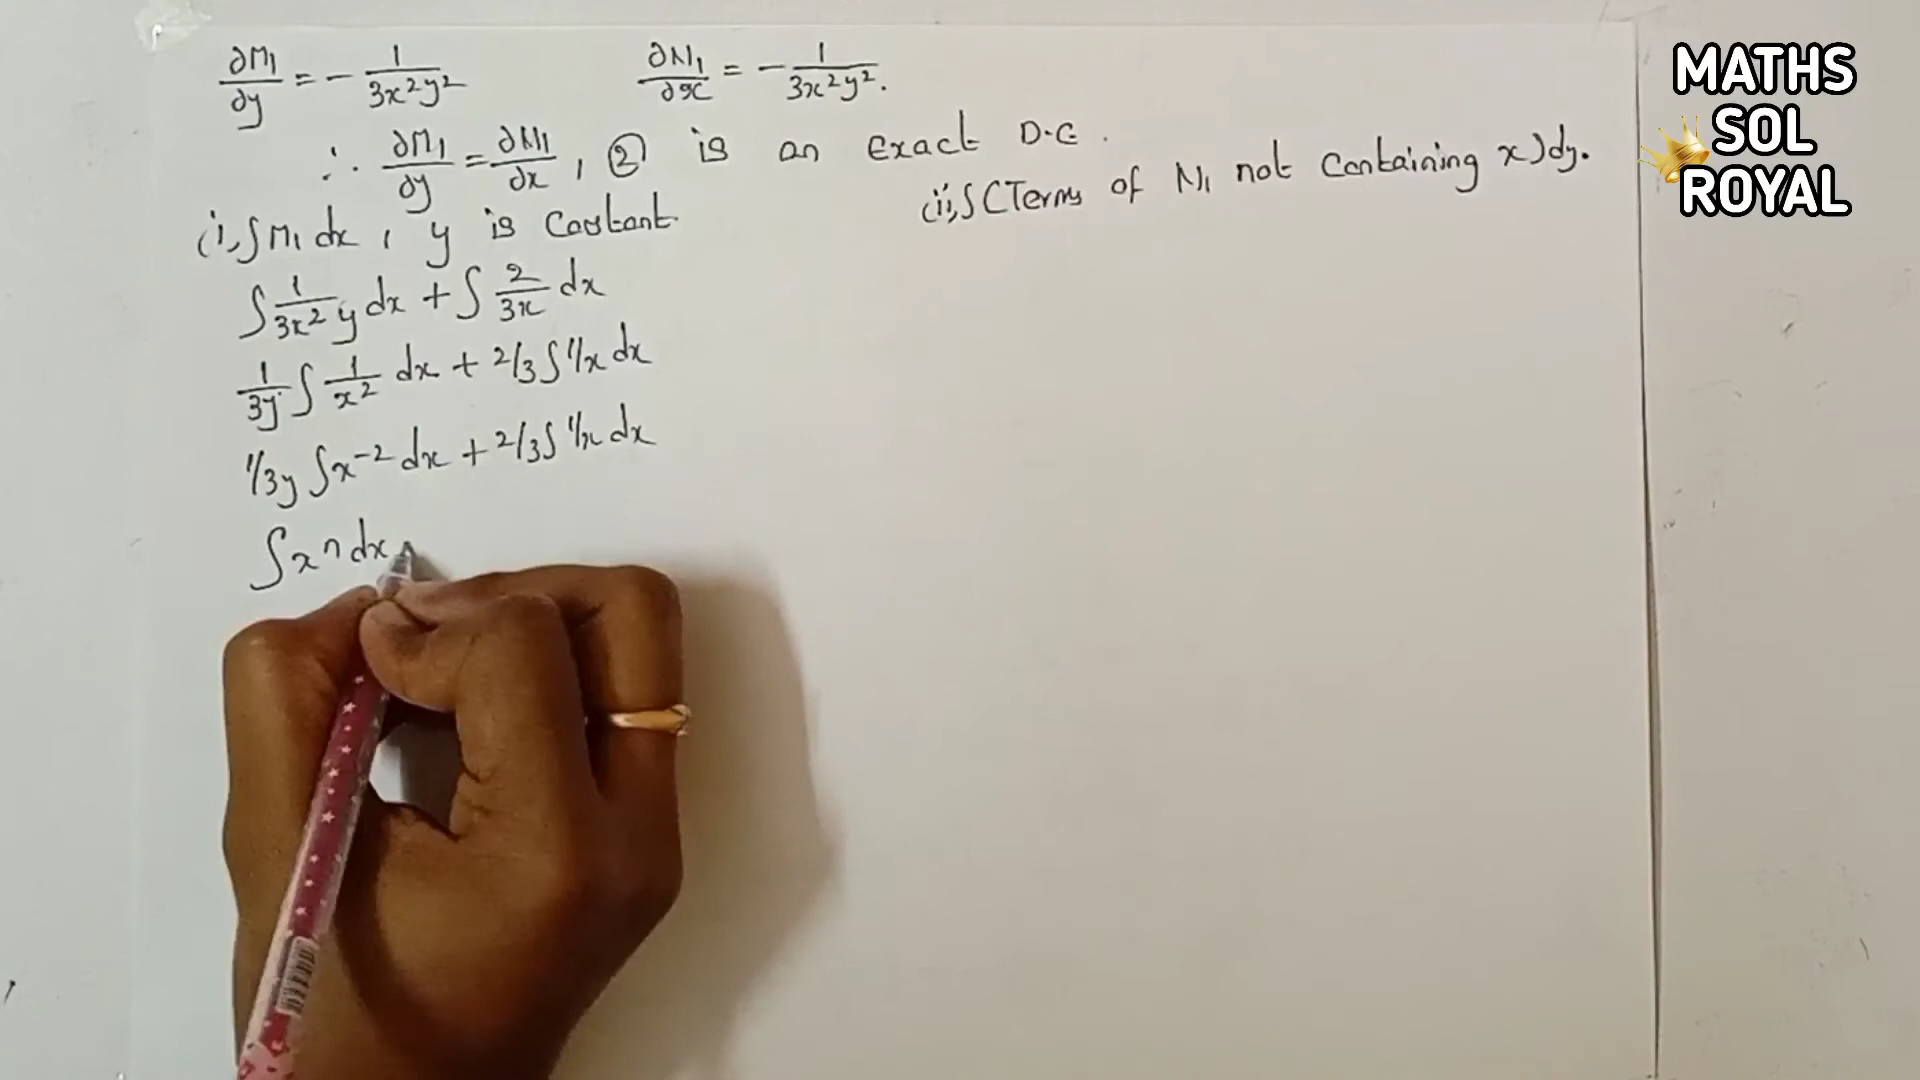 ∂M₁/∂y = -1/3x²y²    ∂N₁/∂x = -1/3x²y².
∴ ∂M₁/∂y = ∂N₁/∂x , ② is an exact D.E.
(i, ∫M₁ dx , y is Constant
(ii, ∫(Terms of N₁ not containing x)dy.
∫1/3x²y dx + ∫2/3x dx
1/3y ∫1/x² dx + 2/3∫1/x dx
1/3y ∫x⁻² dx + 2/3∫1/x dx
∫xⁿdx
MATHS
SOL
ROYAL